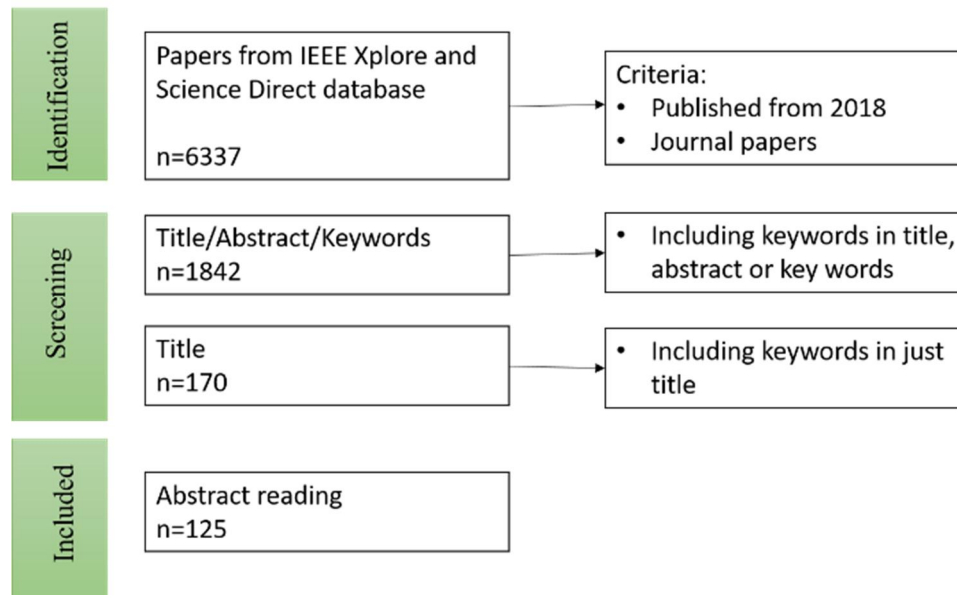 Identification
Papers from IEEE Xplore and
Science Direct database
n=6337
Criteria:
• Published from 2018
• Journal papers
Screening
Title/Abstract/Keywords
n=1842
• Including keywords in title,
abstract or key words
Title
n=170
• Including keywords in just
title
Included
Abstract reading
n=125